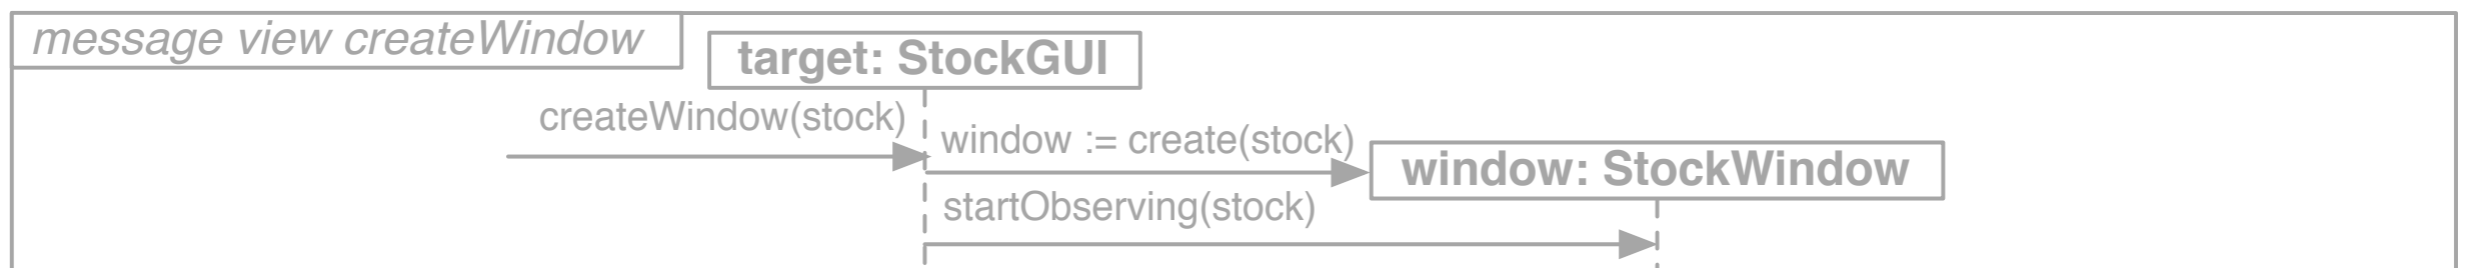 message view createWindow
target: StockGUI
createWindow(stock)
window := create(stock)
window: StockWindow
startObserving(stock)